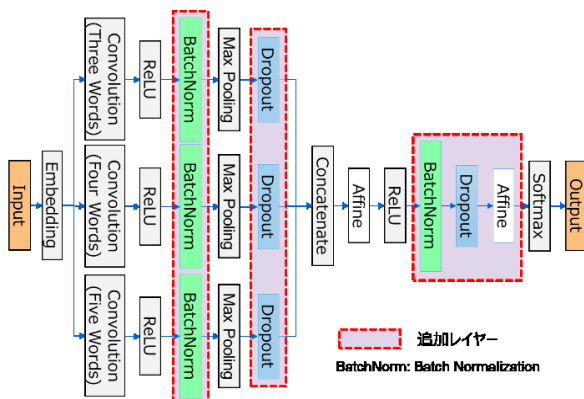 Input
Embedding
Convolution
(Three Words)
ReLU
BatchNorm
Max Pooling
Dropout
Convolution
(Four Words)
ReLU
BatchNorm
Max Pooling
Dropout
Convolution
(Five Words)
ReLU
BatchNorm
Max Pooling
Dropout
Concatenate
Affine
ReLU
BatchNorm
Dropout
Affine
Softmax
Output
追加レイヤー
BatchNorm: Batch Normalization